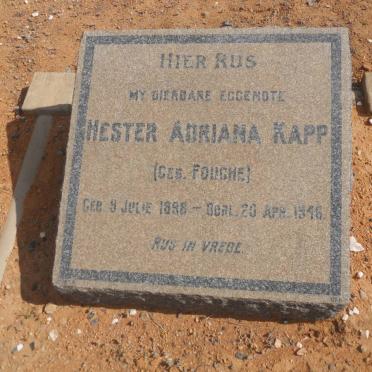 HIER RUS
MY DIERBARE EGGENOTE
HESTER ADRIANA KAPP
(GEB. FOUCHE)
GEB. 9 JULIE 1898 – OORL. 20 APR. 1946.
RUS IN VREDE.